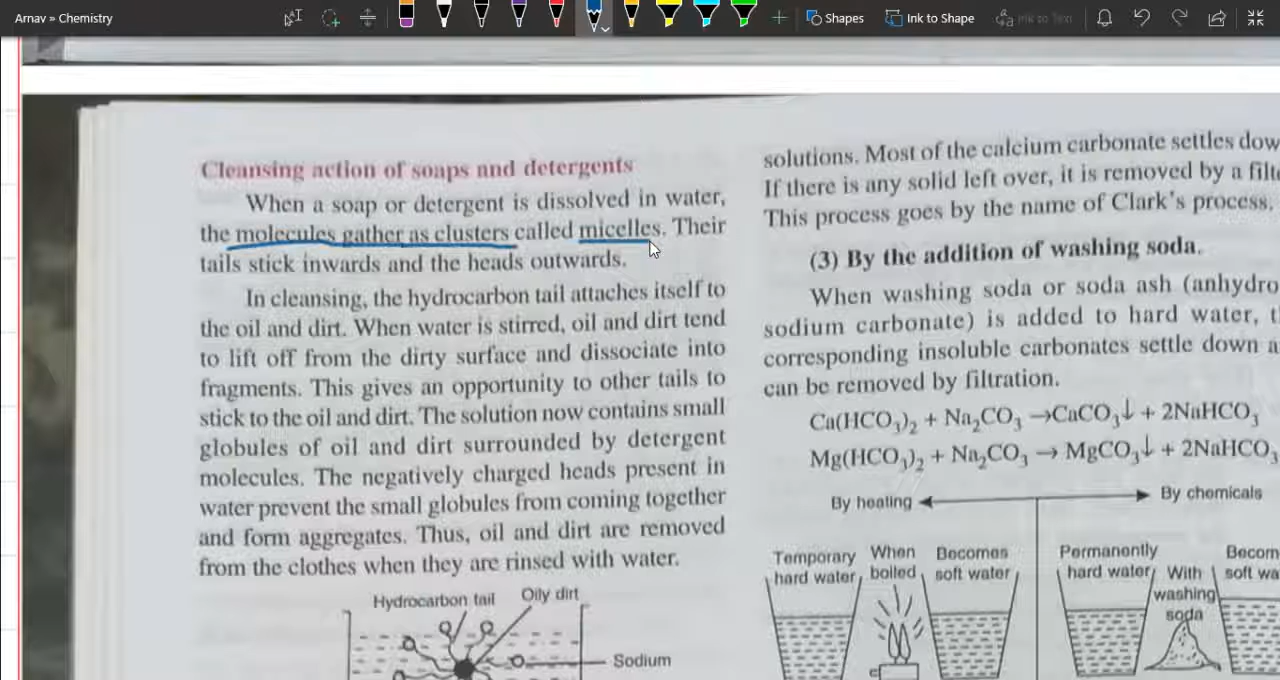 Arnav » Chemistry
Shapes
Ink to Shape
Ink to Text
Cleansing action of soaps and detergents
When a soap or detergent is dissolved in water,
the molecules gather as clusters called micelles. Their
tails stick inwards and the heads outwards.
In cleansing, the hydrocarbon tail attaches itself to
the oil and dirt. When water is stirred, oil and dirt tend
to lift off from the dirty surface and dissociate into
fragments. This gives an opportunity to other tails to
stick to the oil and dirt. The solution now contains small
globules of oil and dirt surrounded by detergent
molecules. The negatively charged heads present in
water prevent the small globules from coming together
and form aggregates. Thus, oil and dirt are removed
from the clothes when they are rinsed with water.
Hydrocarbon tail
Oily dirt
Sodium
solutions. Most of the calcium carbonate settles dow
If there is any solid left over, it is removed by a filt
This process goes by the name of Clark's process.
(3) By the addition of washing soda.
When washing soda or soda ash (anhydro
sodium carbonate) is added to hard water, t
corresponding insoluble carbonates settle down a
can be removed by filtration.
Ca(HCO₃)₂ + Na₂CO₃ →CaCO₃↓ + 2NaHCO₃
Mg(HCO₃)₂ + Na₂CO₃ → MgCO₃↓ + 2NaHCO₃
By heating
By chemicals
Temporary
hard water
When
boiled
Becomes
soft water
Permanently
hard water
With
washing
soda
Becom
soft wa